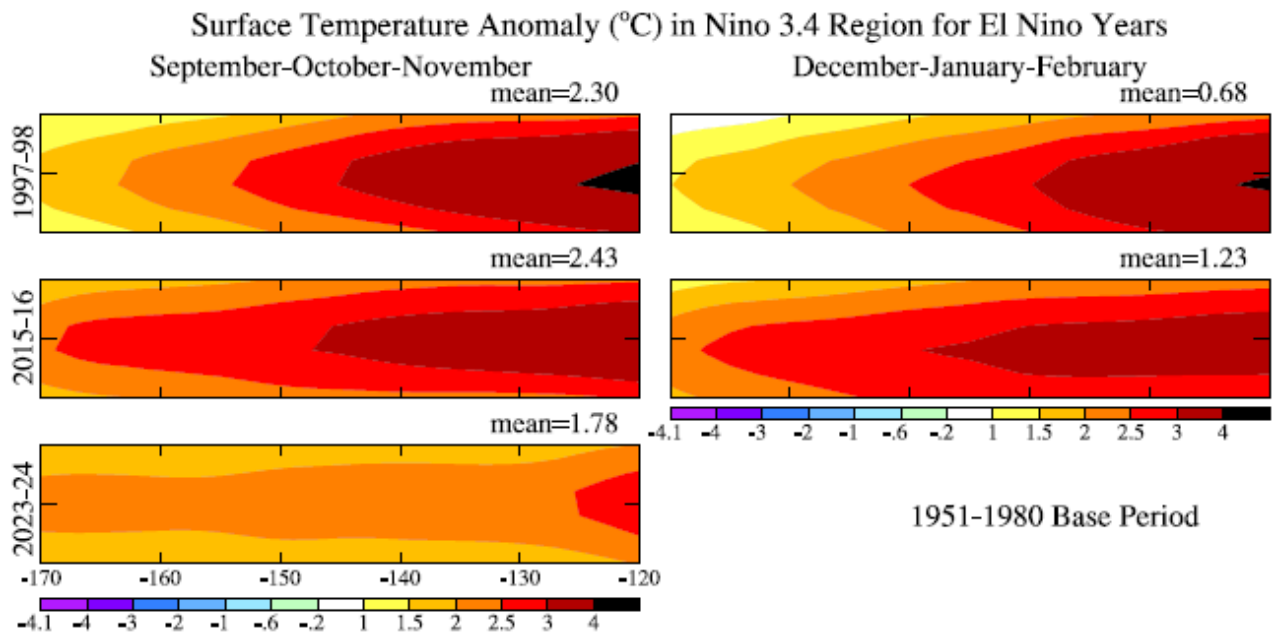 Surface Temperature Anomaly (°C) in Nino 3.4 Region for El Nino Years
September-October-November
December-January-February
mean=2.30
mean=0.68
1997-98
mean=2.43
mean=1.23
2015-16
-4.1 -4 -3 -2 -1 -.6 -.2 1 1.5 2 2.5 3 4
mean=1.78
2023-24
1951-1980 Base Period
-170 -160 -150 -140 -130 -120
-4.1 -4 -3 -2 -1 -.6 -.2 1 1.5 2 2.5 3 4